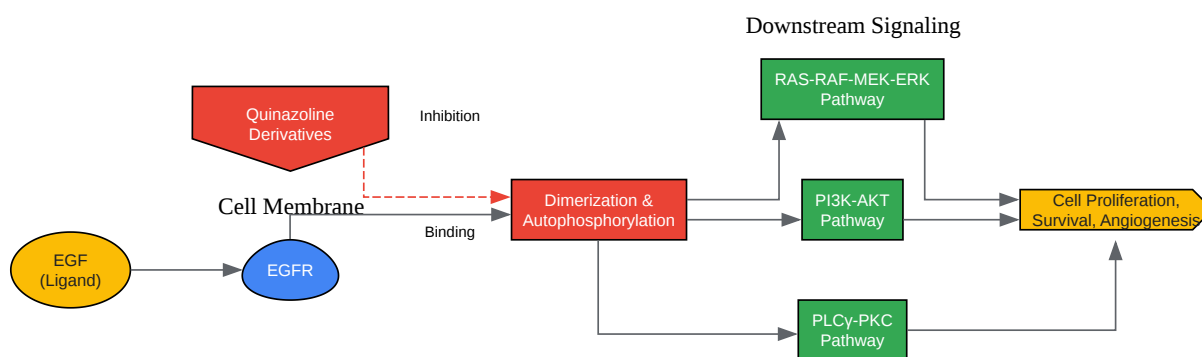 Downstream Signaling
RAS-RAF-MEK-ERK
Pathway
Quinazoline
Derivatives
Inhibition
Cell Membrane
Dimerization &
Autophosphorylation
PI3K-AKT
Pathway
Cell Proliferation,
Survival, Angiogenesis
Binding
EGF
(Ligand)
EGFR
PLCγ-PKC
Pathway